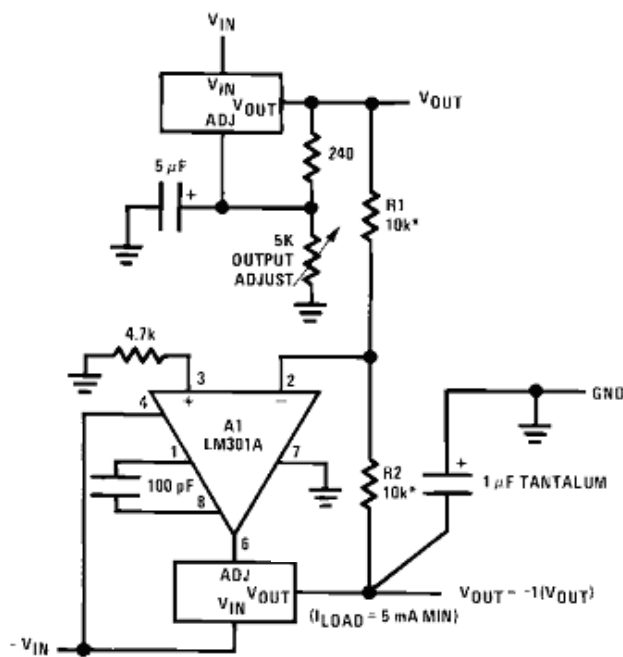 VIN
VIN
VOUT
ADJ
VOUT
5 μF
+
240
R1
10k*
5K
OUTPUT
ADJUST
4.7k
3
2
4
+
−
A1
LM301A
1
7
100 pF
8
6
GND
+
1 μF TANTALUM
R2
10k*
ADJ
VOUT
VIN
VOUT ~ -1(VOUT)
(ILOAD = 5 mA MIN)
- VIN